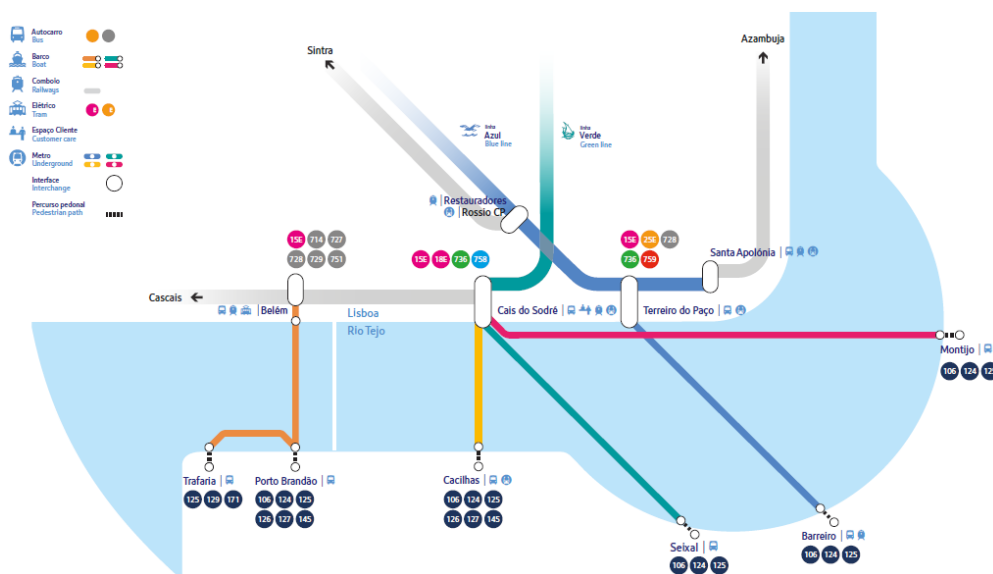 Autocarro
Bus
Barco
Boat
Comboio
Railways
Elétrico
Tram
E
E
Espaço Cliente
Customer care
Metro
Underground
Interface
Interchange
Percurso pedonal
Pedestrian path
Sintra
Azambuja
linha
Azul
Blue line
linha
Verde
Green line
|Restauradores
|Rossio CP
15E 714 727
728 729 751
15E 18E 736 758
15E 25E 728
736 759
Santa Apolónia |
Cascais
|Belém
Lisboa
Rio Tejo
Cais do Sodré |
Terreiro do Paço |
Montijo |
106 124 125
Trafaria |
125 129 171
Porto Brandão |
106 124 125
126 127 145
Cacilhas |
106 124 125
126 127 145
Seixal |
106 124 125
Barreiro |
106 124 125